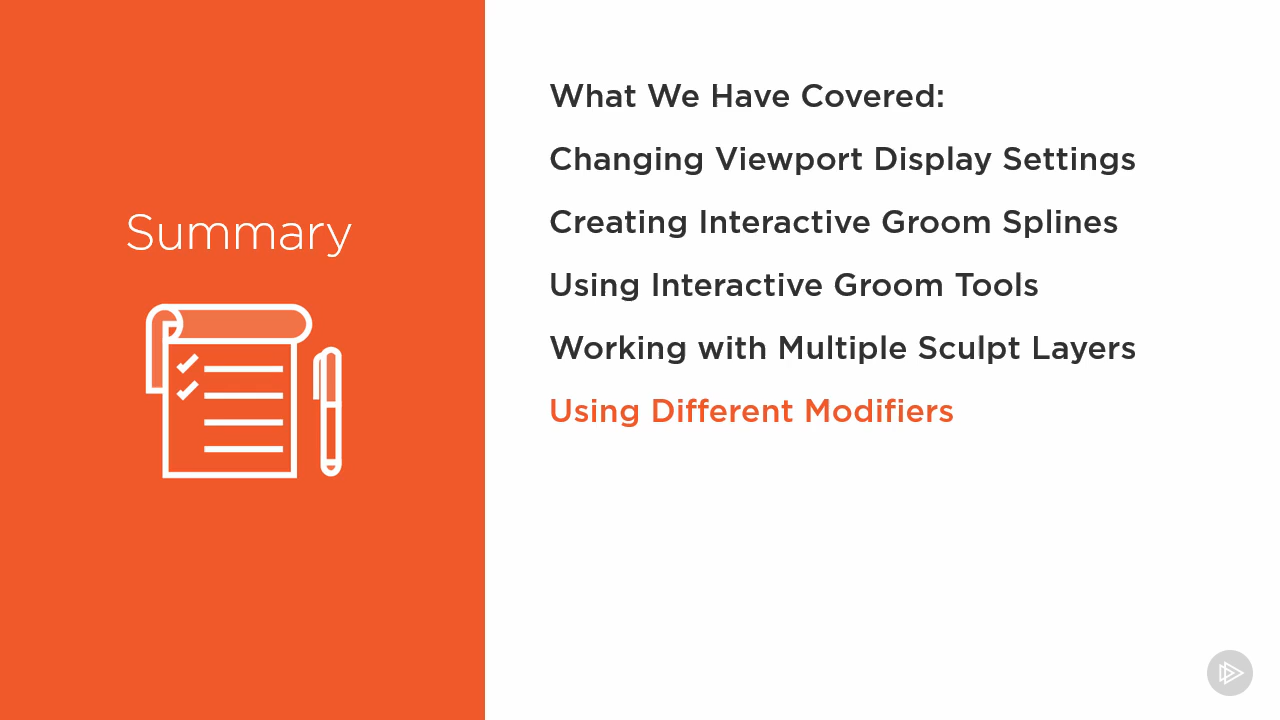 Summary
What We Have Covered:
Changing Viewport Display Settings
Creating Interactive Groom Splines
Using Interactive Groom Tools
Working with Multiple Sculpt Layers
Using Different Modifiers